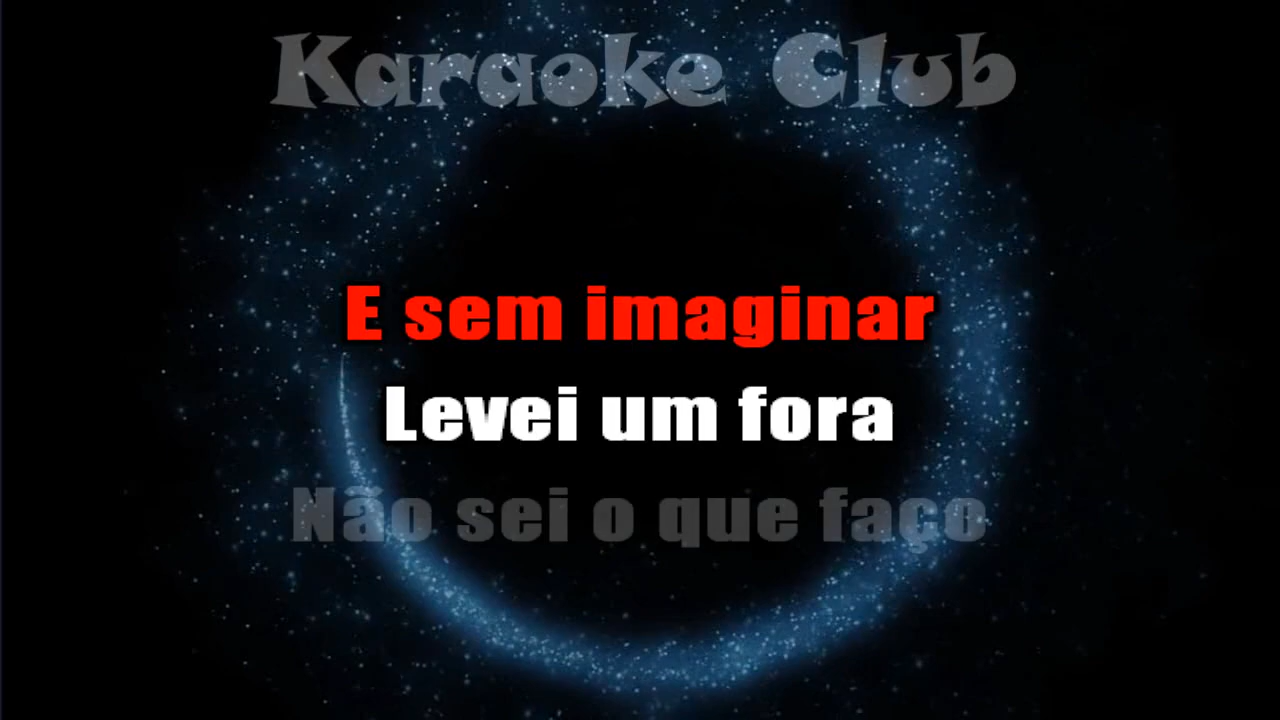 Karaoke Club
E sem imaginar
Levei um fora
Não sei o que faço